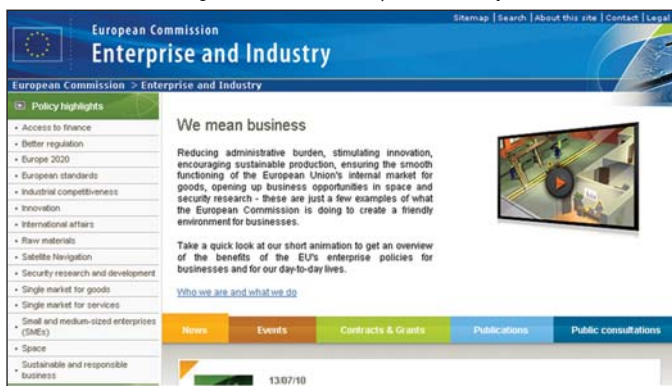 Sitemap | Search | About this site | Contact | Legal
European Commission
Enterprise and Industry
European Commission > Enterprise and Industry
Policy highlights
Access to finance
Better regulation
Europe 2020
European standards
Industrial competitiveness
Innovation
International affairs
Raw materials
Satellite Navigation
Security research and development
Single market for goods
Single market for services
Small and medium-sized enterprises
(SMEs)
Space
Sustainable and responsible
business
We mean business
Reducing administrative burden, stimulating innovation,
encouraging sustainable production, ensuring the smooth
functioning of the European Union's internal market for
goods, opening up business opportunities in space and
security research - these are just a few examples of what
the European Commission is doing to create a friendly
environment for businesses.
Take a quick look at our short animation to get an overview
of the benefits of the EU's enterprise policies for
businesses and for our day-to-day lives.
Who we are and what we do
News Events Contracts & Grants Publications Public consultations
13/07/10